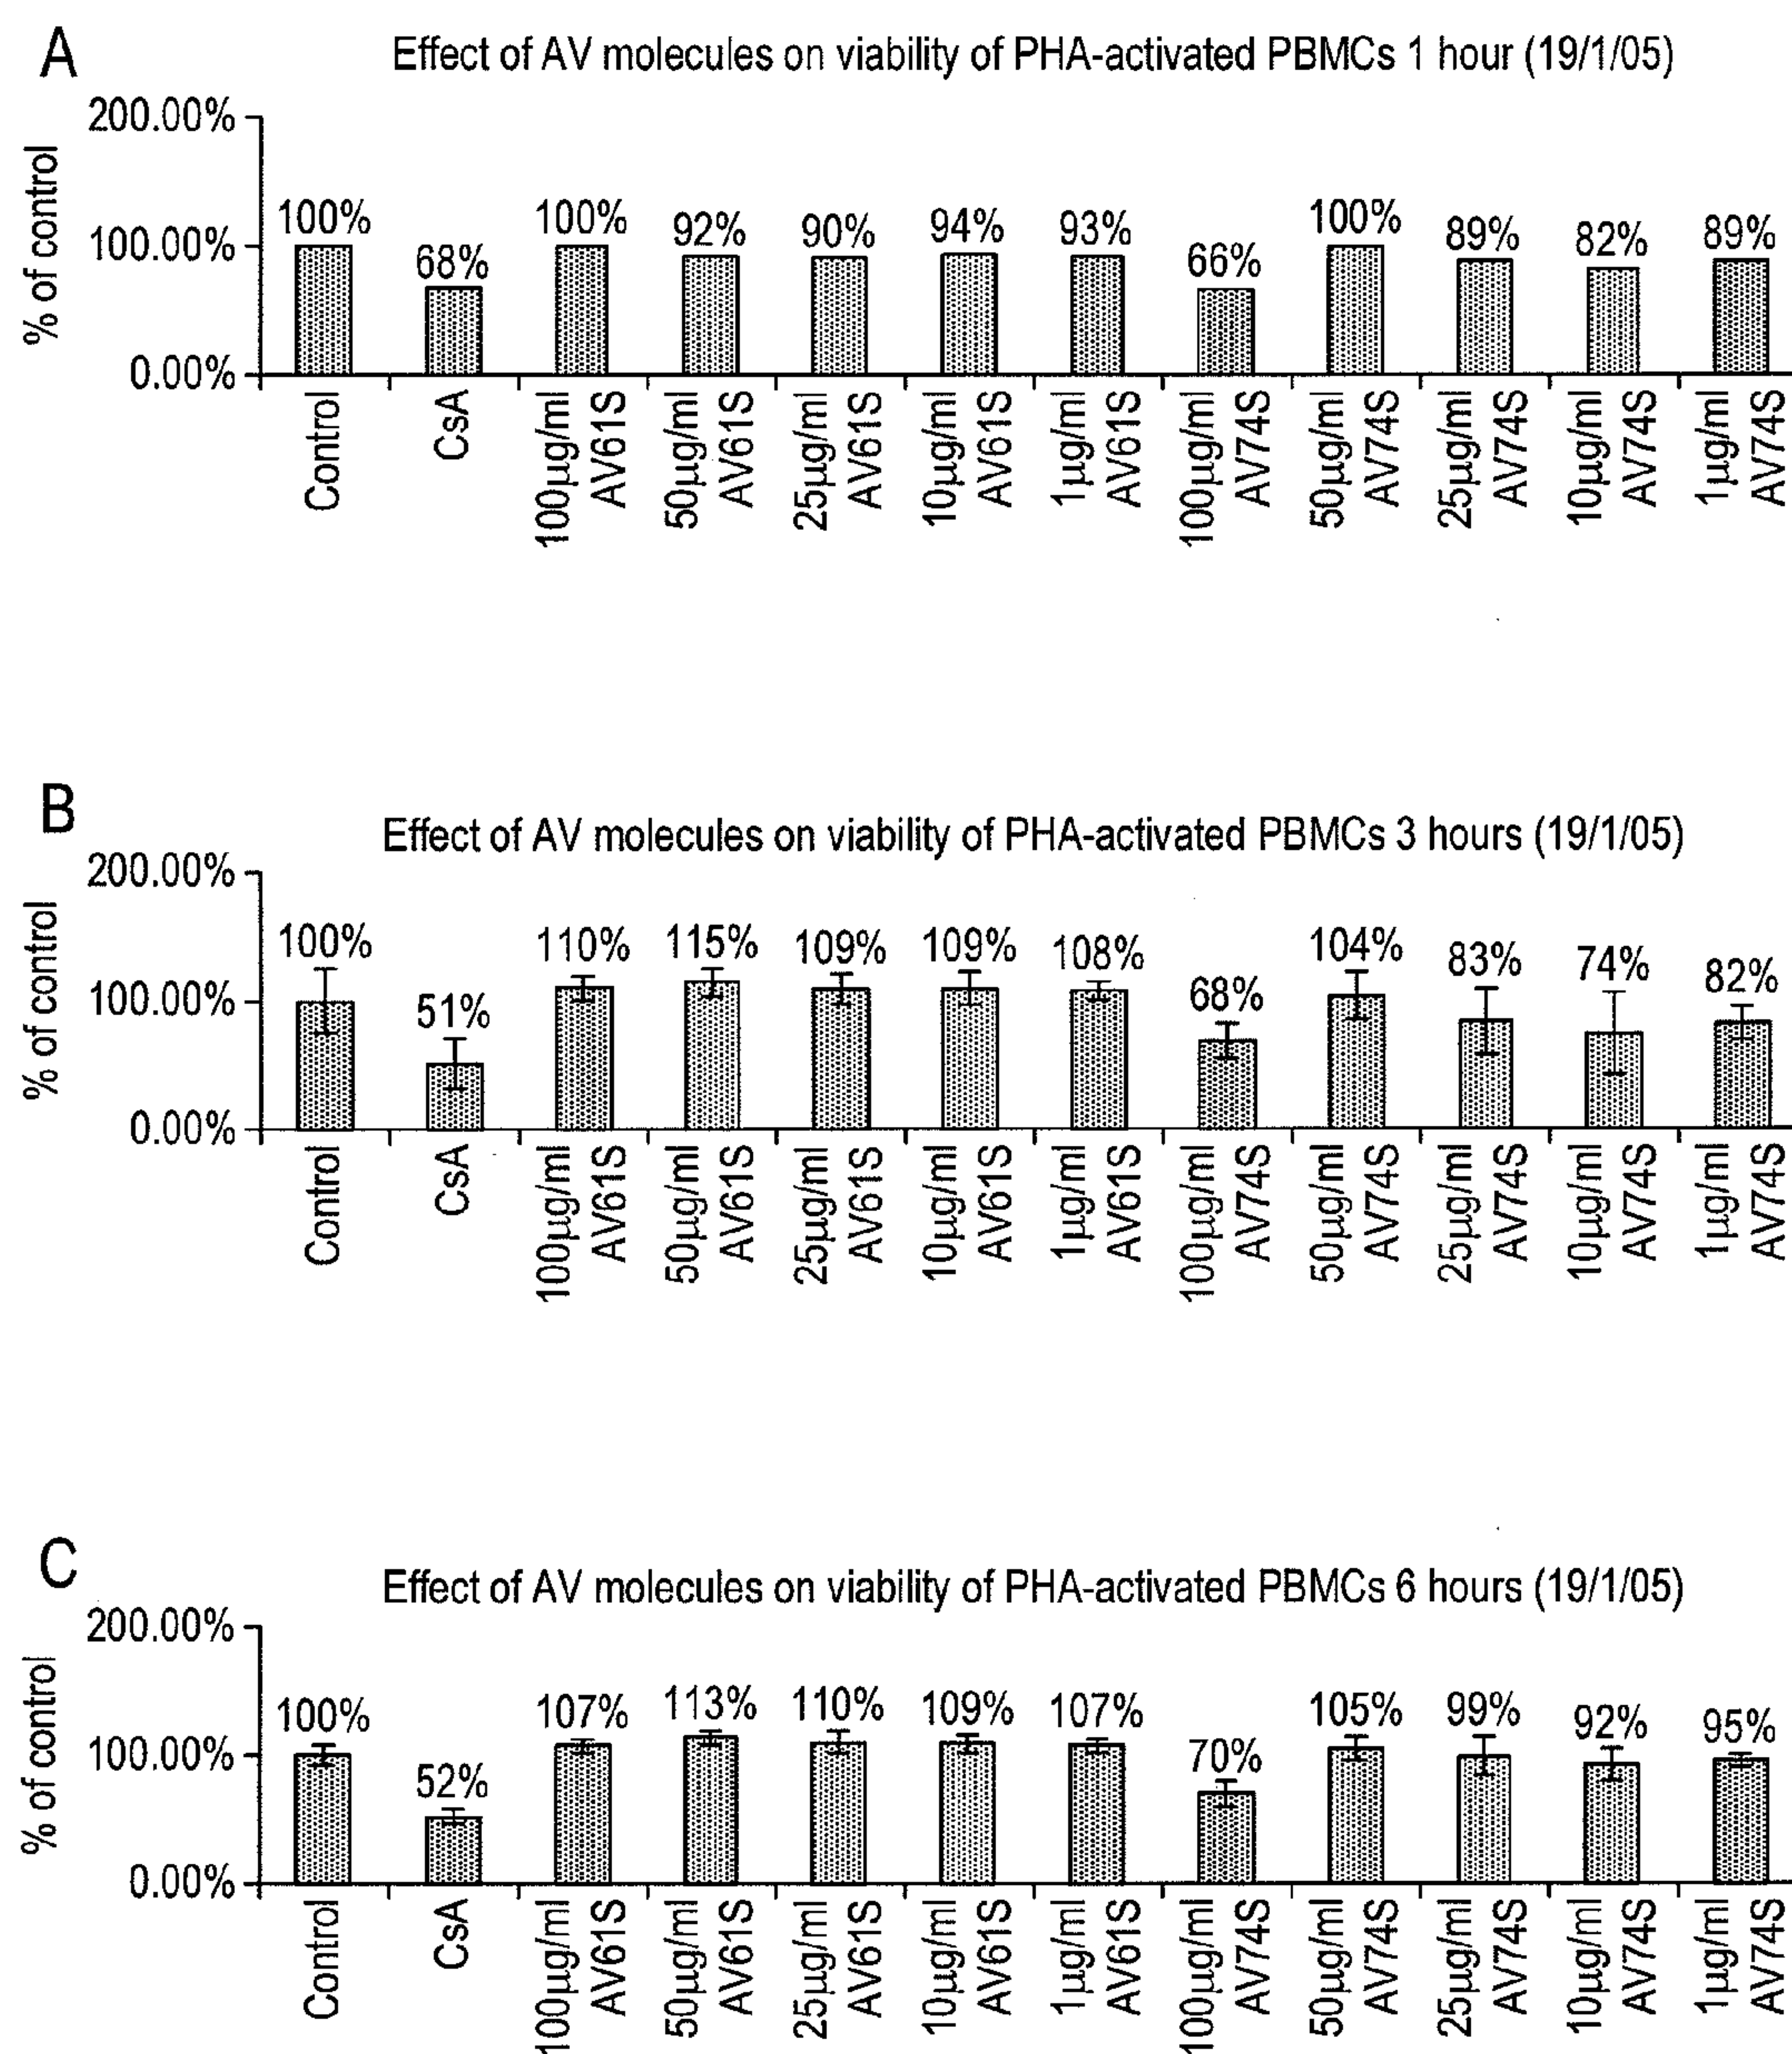 A
Effect of AV molecules on viability of PHA-activated PBMCs 1 hour (19/1/05)
% of control
200.00%
100.00%
0.00%
100%
68%
100%
92%
90%
94%
93%
66%
100%
89%
82%
89%
Control
CsA
100µg/ml
AV61S
50µg/ml
AV61S
25µg/ml
AV61S
10µg/ml
AV61S
1µg/ml
AV61S
100µg/ml
AV74S
50µg/ml
AV74S
25µg/ml
AV74S
10µg/ml
AV74S
1µg/ml
AV74S
B
Effect of AV molecules on viability of PHA-activated PBMCs 3 hours (19/1/05)
% of control
200.00%
100.00%
0.00%
100%
51%
110%
115%
109%
109%
108%
68%
104%
83%
74%
82%
Control
CsA
100µg/ml
AV61S
50µg/ml
AV61S
25µg/ml
AV61S
10µg/ml
AV61S
1µg/ml
AV61S
100µg/ml
AV74S
50µg/ml
AV74S
25µg/ml
AV74S
10µg/ml
AV74S
1µg/ml
AV74S
C
Effect of AV molecules on viability of PHA-activated PBMCs 6 hours (19/1/05)
% of control
200.00%
100.00%
0.00%
100%
52%
107%
113%
110%
109%
107%
70%
105%
99%
92%
95%
Control
CsA
100µg/ml
AV61S
50µg/ml
AV61S
25µg/ml
AV61S
10µg/ml
AV61S
1µg/ml
AV61S
100µg/ml
AV74S
50µg/ml
AV74S
25µg/ml
AV74S
10µg/ml
AV74S
1µg/ml
AV74S